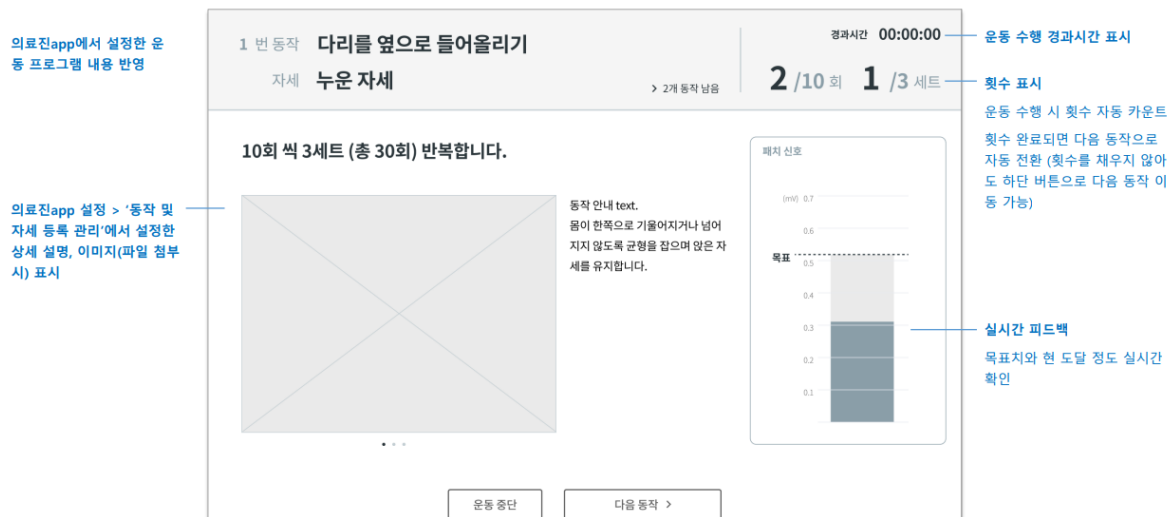 의료진app에서 설정한 운
동 프로그램 내용 반영
의료진app 설정 > '동작 및
자세 등록 관리'에서 설정한
상세 설명, 이미지(파일 첨부
시) 표시
1 번 동작 다리를 옆으로 들어올리기
자세 누운 자세
> 2개 동작 남음
경과시간 00:00:00
2 /10 회 1 /3 세트
10회 씩 3세트 (총 30회) 반복합니다.
동작 안내 text.
몸이 한쪽으로 기울어지거나 넘어
지지 않도록 균형을 잡으며 앉은 자
세를 유지합니다.
패치 신호
(mV) 0.7
0.6
목표
0.5
0.4
0.3
0.2
0.1
운동 중단
다음 동작 >
운동 수행 경과시간 표시
횟수 표시
운동 수행 시 횟수 자동 카운트
횟수 완료되면 다음 동작으로
자동 전환 (횟수를 채우지 않아
도 하단 버튼으로 다음 동작 이
동 가능)
실시간 피드백
목표치와 현 도달 정도 실시간
확인